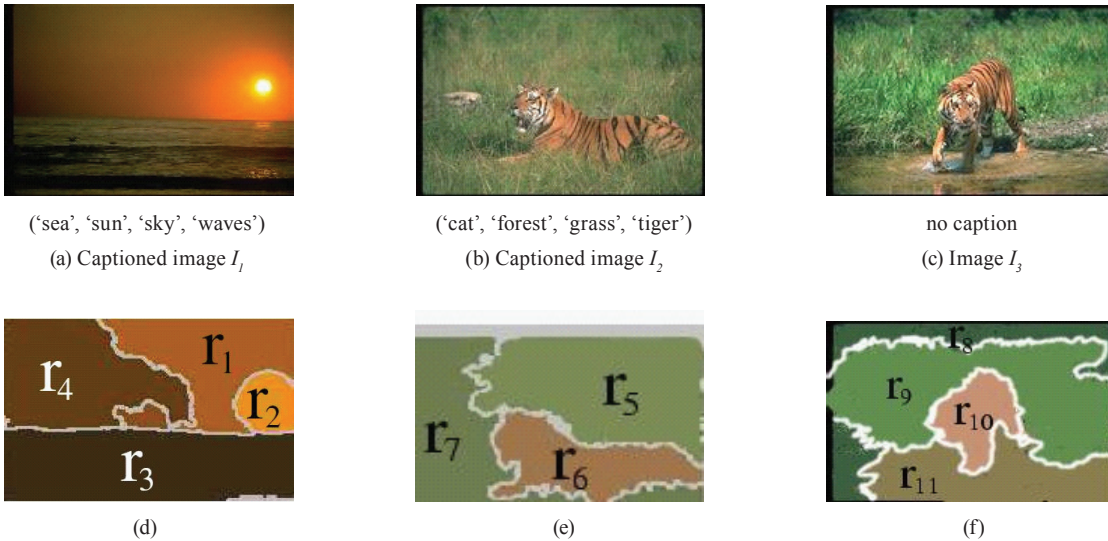 (‘sea’, ‘sun’, ‘sky’, ‘waves’)
(‘cat’, ‘forest’, ‘grass’, ‘tiger’)
no caption
(a) Captioned image I1
(b) Captioned image I2
(c) Image I3
r1
r4
r2
r3
r5
r7
r6
r8
r9
r10
r11
(d)
(e)
(f)